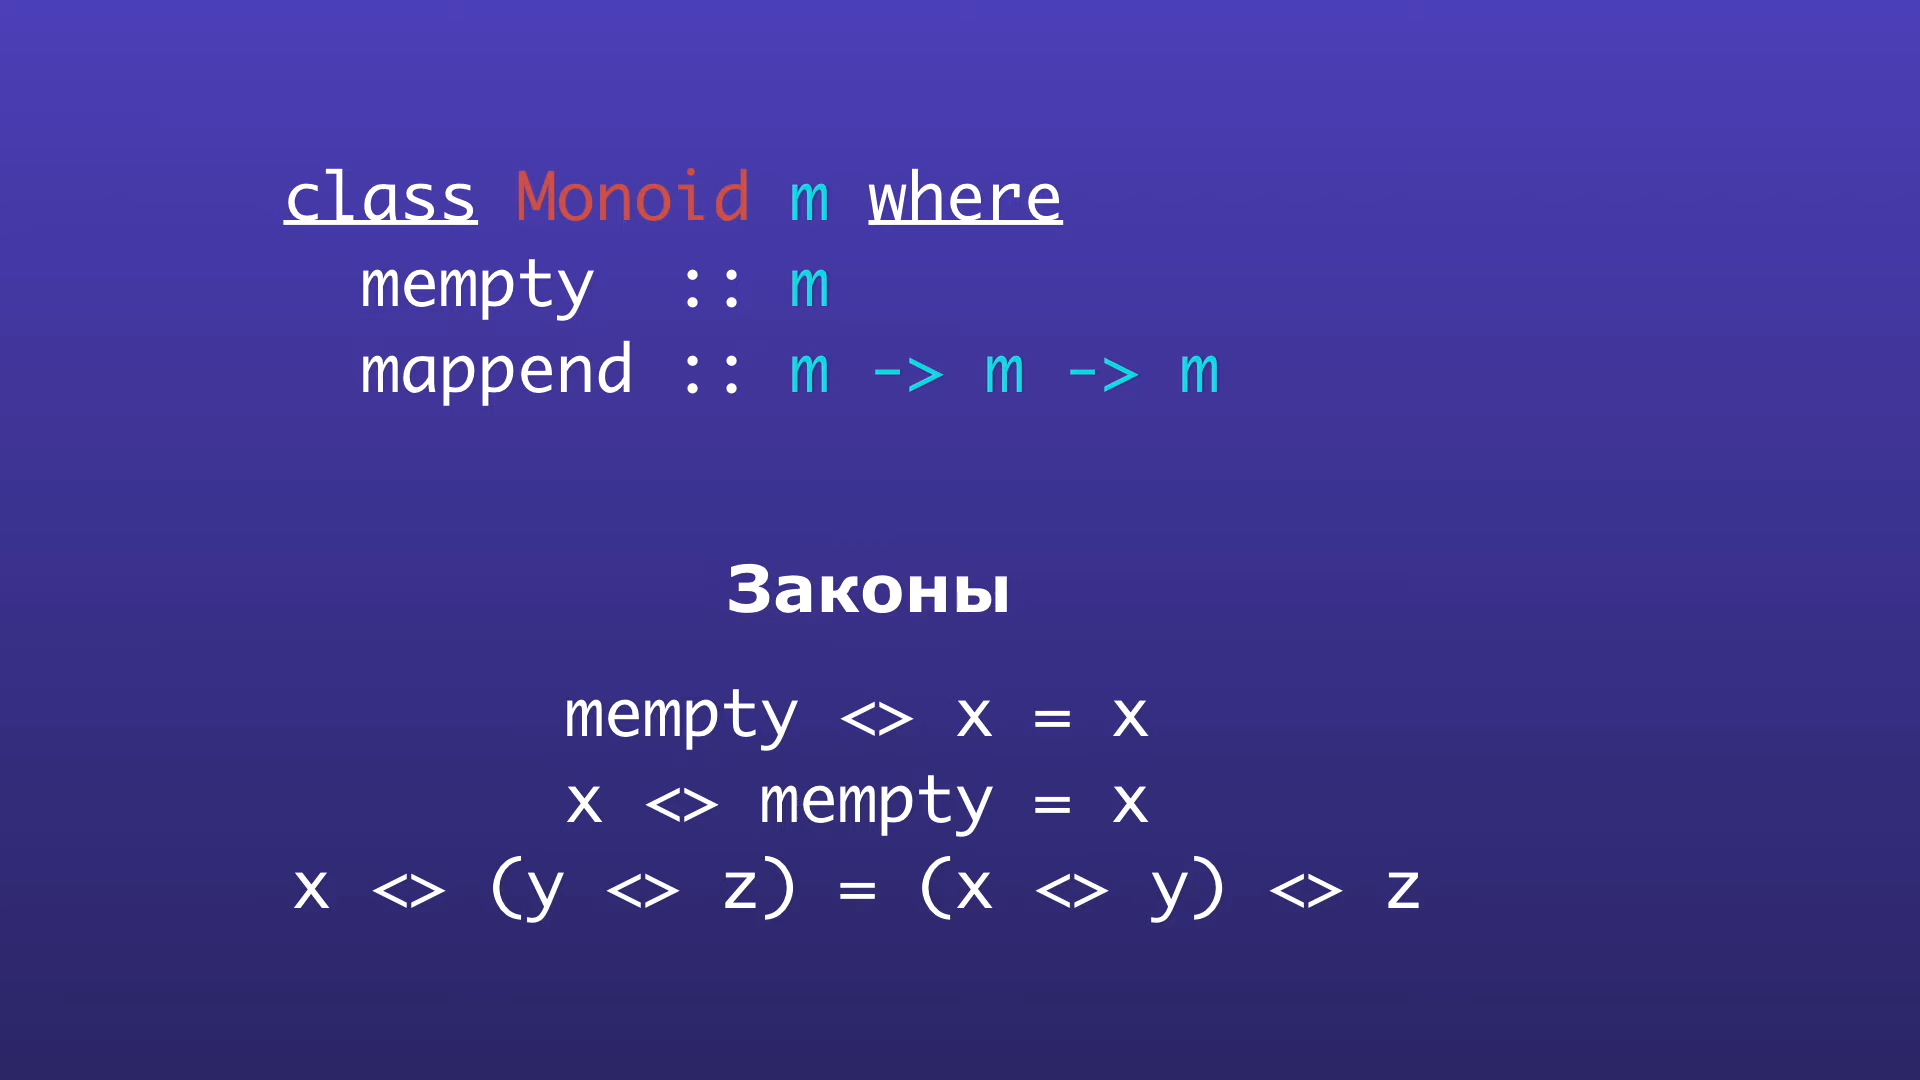 class Monoid m where
mempty :: m
mappend :: m -> m -> m
Законы
mempty <> x = x
x <> mempty = x
x <> (y <> z) = (x <> y) <> z